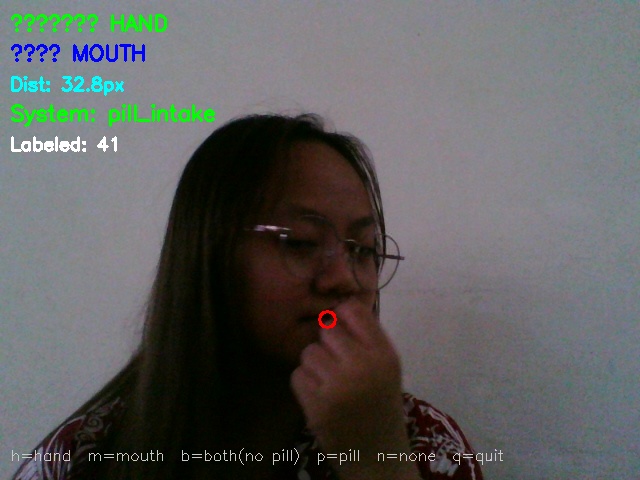 ??????? HAND
???? MOUTH
Dist: 32.8px
System: pill_intake
Labeled: 41
h=hand m=mouth b=both(no pill) p=pill n=none q=quit